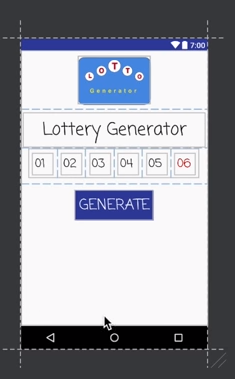 7:00
LOTTO
Generator
Lottery Generator
01 02 03 04 05 06
GENERATE